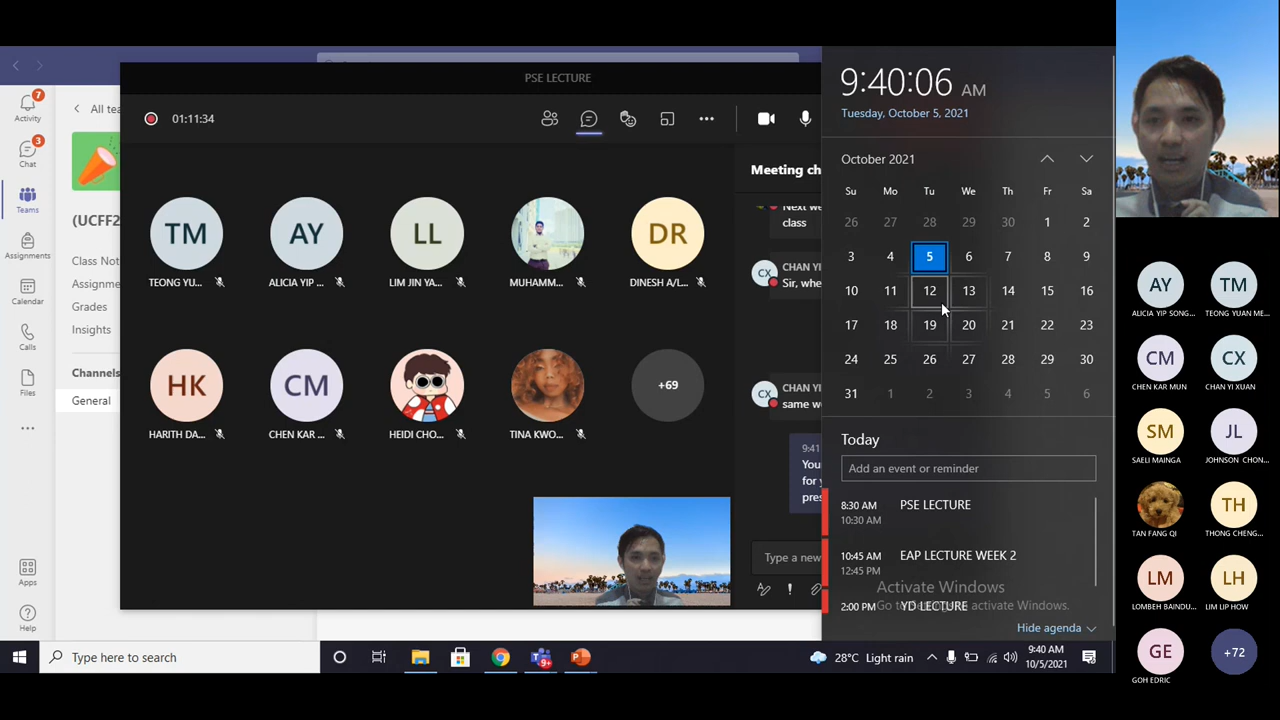 PSE LECTURE
01:11:34
Activity
7
Chat
3
Teams
Assignments
Calendar
Calls
Files
Apps
Help
All tea
(UCFF2
Class Not
Assignme
Grades
Insights
Channels
General
TM
TEONG YU...
AY
ALICIA YIP ...
LL
LIM JIN YA...
MUHAMM...
DR
DINESH A/L...
HK
HARITH DA...
CM
CHEN KAR ...
HEIDI CHO...
TINA KWO...
+69
Meeting ch
Next we
class
CX
CHAN YI
Sir, whe
CX
CHAN YI
same w
9:41
You
for y
pres
Type a new
9:40:06 AM
Tuesday, October 5, 2021
October 2021
Su Mo Tu We Th Fr Sa
26 27 28 29 30 1 2
3 4 5 6 7 8 9
10 11 12 13 14 15 16
17 18 19 20 21 22 23
24 25 26 27 28 29 30
31 1 2 3 4 5 6
Today
Add an event or reminder
8:30 AM PSE LECTURE
10:30 AM
10:45 AM EAP LECTURE WEEK 2
12:45 PM
Activate Windows
2:00 PM YD LECTURE
activate Windows.
Hide agenda
Type here to search
9+
28°C Light rain
9:40 AM
10/5/2021
AY
ALICIA YIP SONG...
TM
TEONG YUAN ME...
CM
CHEN KAR MUN
CX
CHAN YI XUAN
SM
SAELI MAINGA
JL
JOHNSON CHON...
TAN FANG QI
TH
THONG CHENG...
LM
LOMBEH BAINDU...
LH
LIM LIP HOW
GE
GOH EDRIC
+72